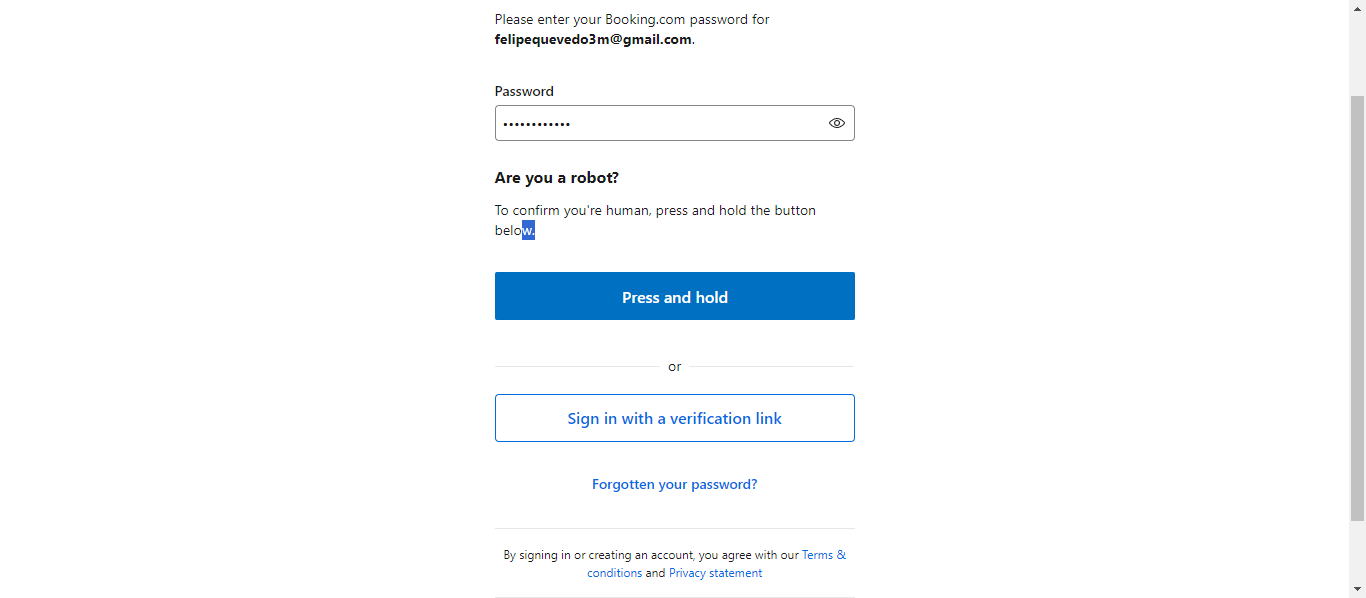 Please enter your Booking.com password for
felipequevedo3m@gmail.com.
Password
••••••••••••
Are you a robot?
To confirm you're human, press and hold the button
below.
Press and hold
or
Sign in with a verification link
Forgotten your password?
By signing in or creating an account, you agree with our Terms &
conditions and Privacy statement